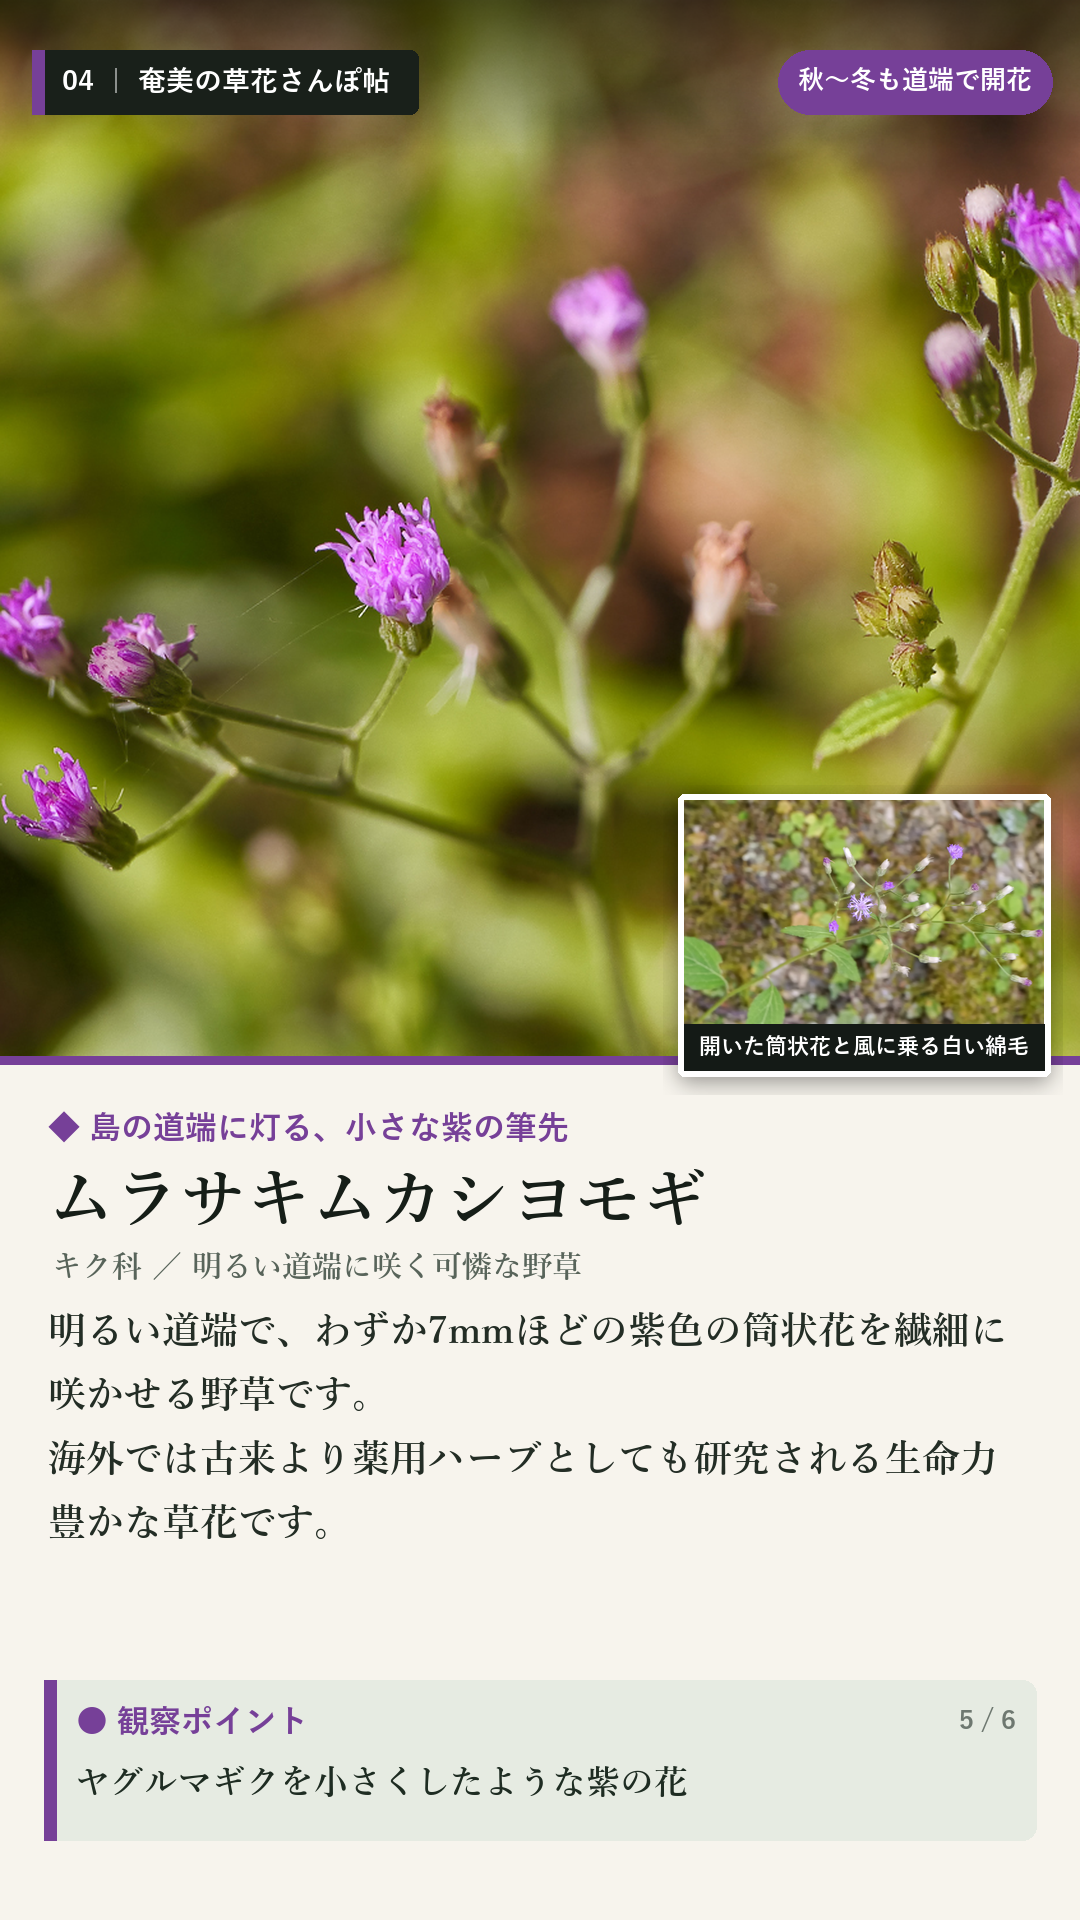 04 | 奄美の草花さんぽ帖
秋〜冬も道端で開花
開いた筒状花と風に乗る白い綿毛
◆ 島の道端に灯る、小さな紫の筆先
ムラサキムカシヨモギ
キク科 ／ 明るい道端に咲く可憐な野草
明るい道端で、わずか7mmほどの紫色の筒状花を繊細に
咲かせる野草です。
海外では古来より薬用ハーブとしても研究される生命力
豊かな草花です。
● 観察ポイント
5 / 6
ヤグルマギクを小さくしたような紫の花